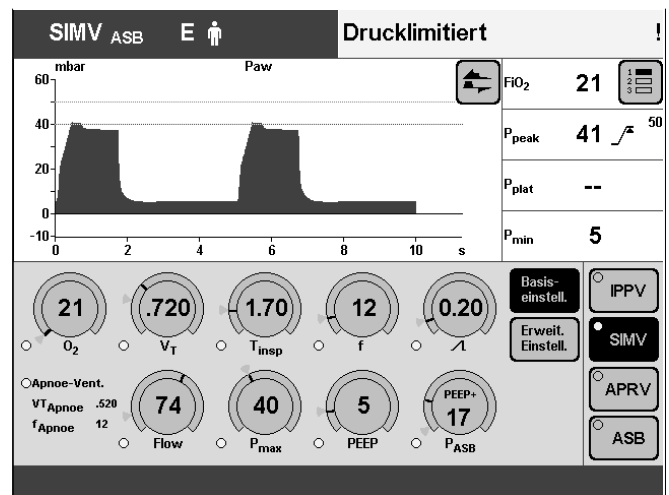 SIMV ASB E Drucklimitiert !
mbar Paw
60
40
20
0
-10
0 2 4 6 8 10 s
FiO2 21 1 2 3
Ppeak 41 50
Pplat --
Pmin 5
21 .720 1.70 12 0.20
O2 VT Tinsp f
Basis-
einstell.
Erweit.
Einstell.
IPPV
SIMV
APRV
ASB
Apnoe-Vent.
VTApnoe .520
fApnoe 12
74 40 5 PEEP+ 17
Flow Pmax PEEP PASB